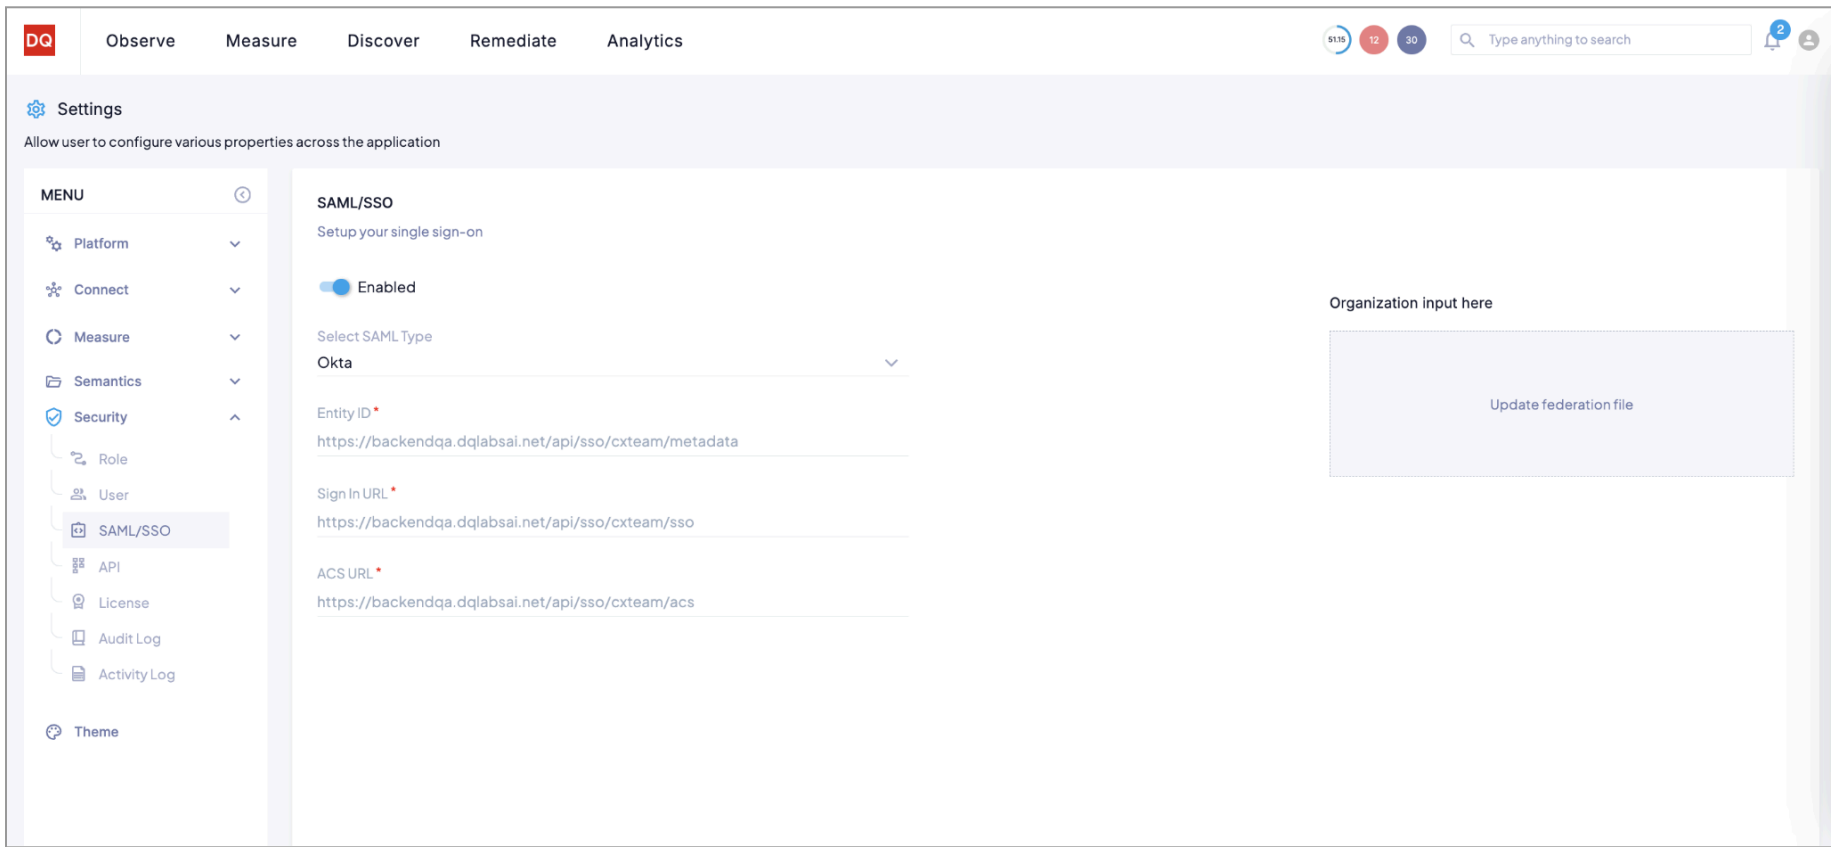 DQ
Observe Measure Discover Remediate Analytics
51.15 12 30 Type anything to search 2
Settings
Allow user to configure various properties across the application
MENU
Platform
Connect
Measure
Semantics
Security
Role
User
SAML/SSO
API
License
Audit Log
Activity Log
Theme
SAML/SSO
Setup your single sign-on
Enabled
Select SAML Type
Okta
Entity ID *
https://backendqa.dqlabsai.net/api/sso/cxteam/metadata
Sign In URL *
https://backendqa.dqlabsai.net/api/sso/cxteam/sso
ACS URL *
https://backendqa.dqlabsai.net/api/sso/cxteam/acs
Organization input here
Update federation file